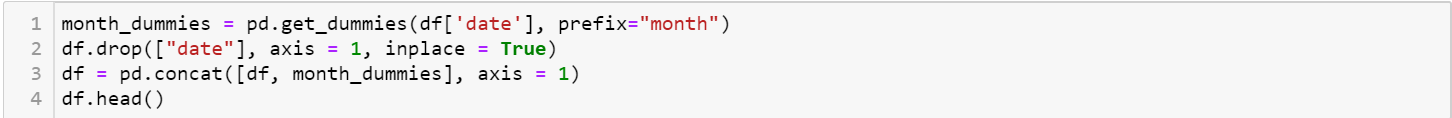 1 month_dummies = pd.get_dummies(df['date'], prefix="month")
2 df.drop(["date"], axis = 1, inplace = True)
3 df = pd.concat([df, month_dummies], axis = 1)
4 df.head()